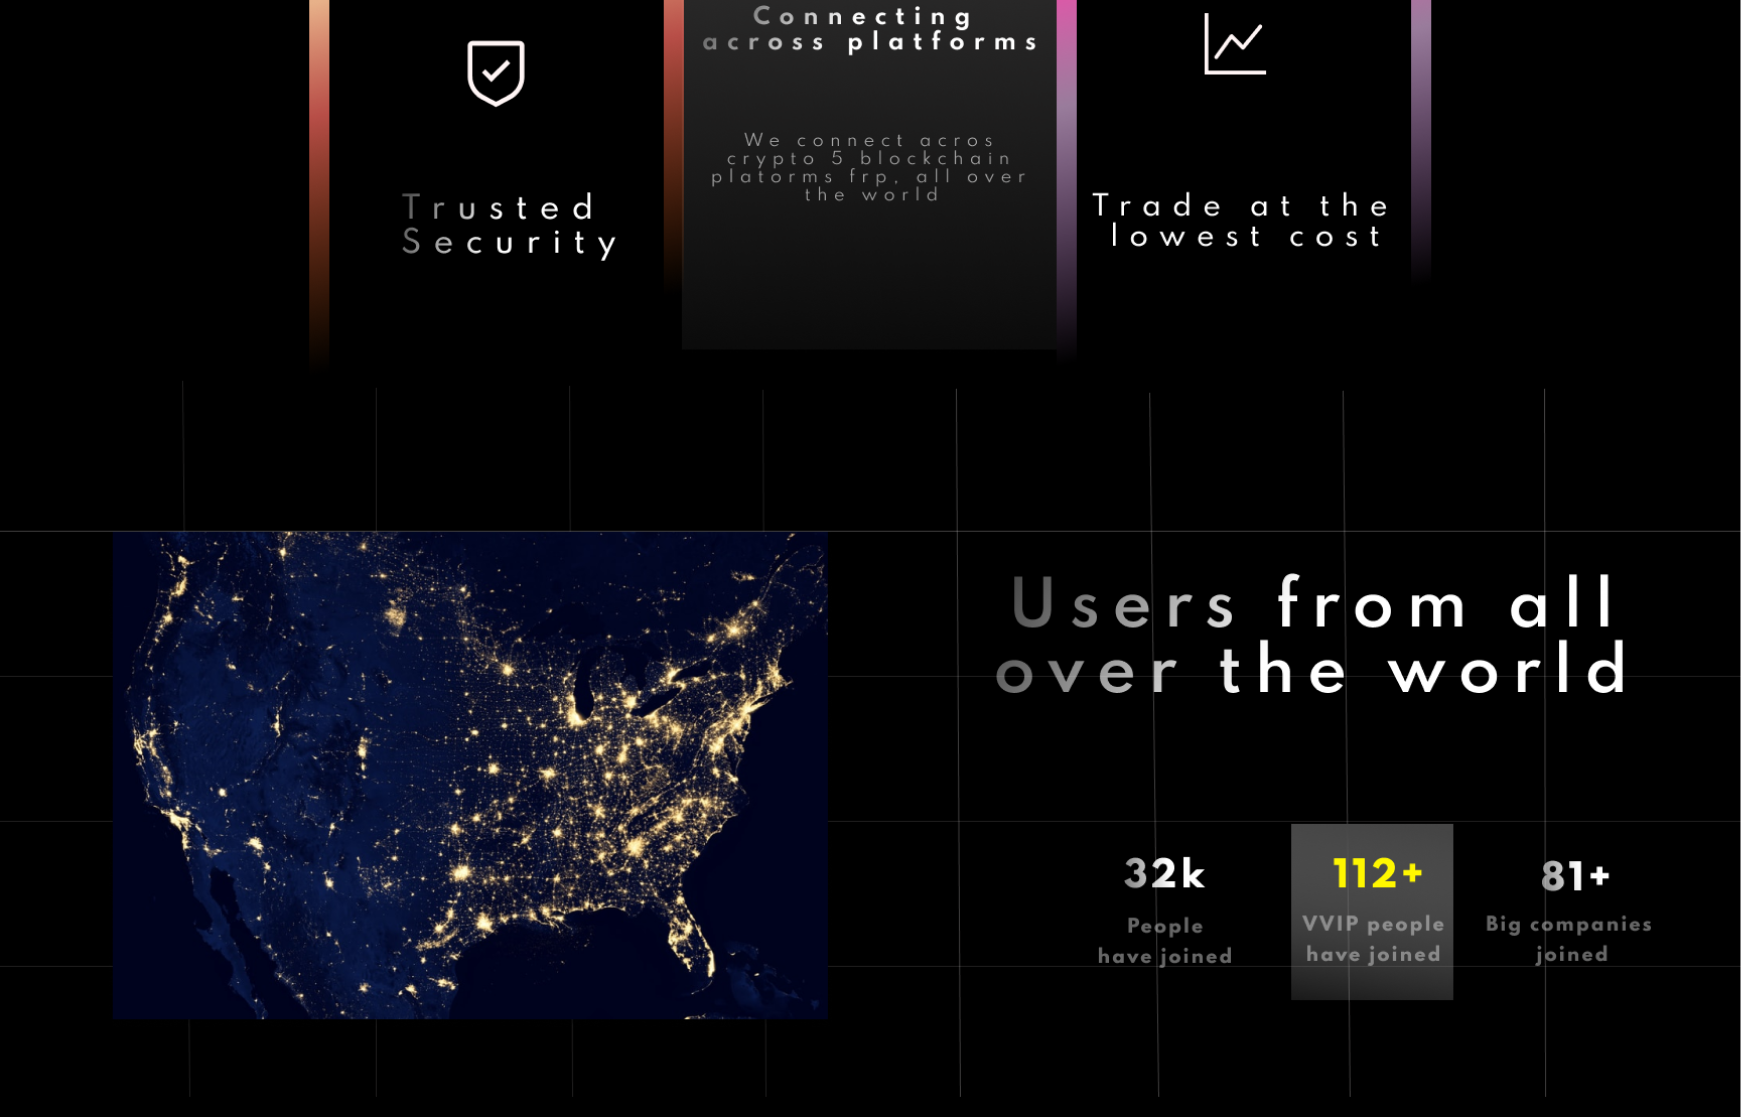 Connecting
across platforms
We connect acros
crypto 5 blockchain
platorms frp, all over
the world
Trusted
Security
Trade at the
lowest cost
Users from all
over the world
32k
People
have joined
112+
VVIP people
have joined
81+
Big companies
joined